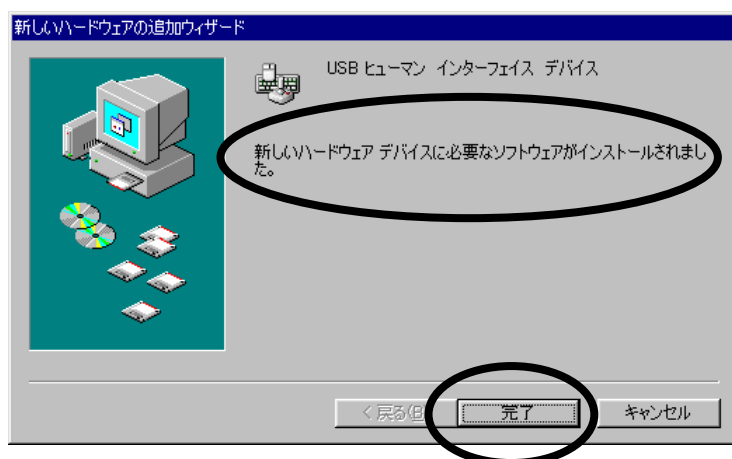 新しいハードウェアの追加ウィザード
USB ヒューマン インターフェイス デバイス
新しいハードウェア デバイスに必要なソフトウェアがインストールされまし
た。
< 戻る(B 完了 キャンセル